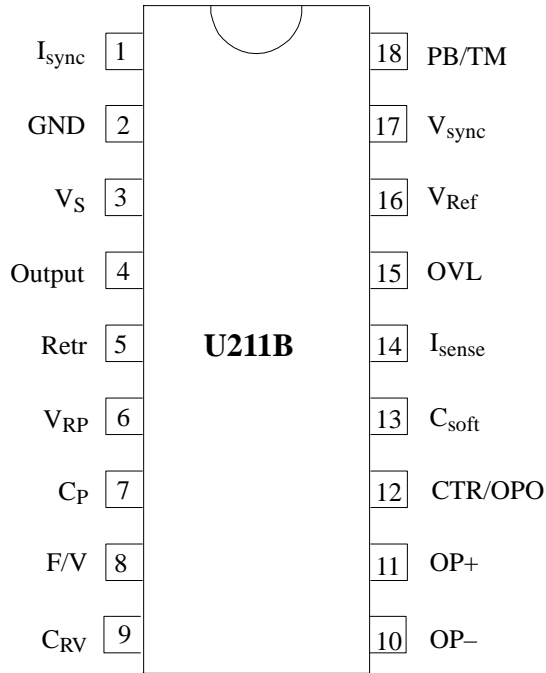 I_sync 1 18 PB/TM
GND 2 17 V_sync
V_S 3 16 V_Ref
Output 4 15 OVL
Retr 5 U211B 14 I_sense
V_RP 6 13 C_soft
C_P 7 12 CTR/OPO
F/V 8 11 OP+
C_RV 9 10 OP–